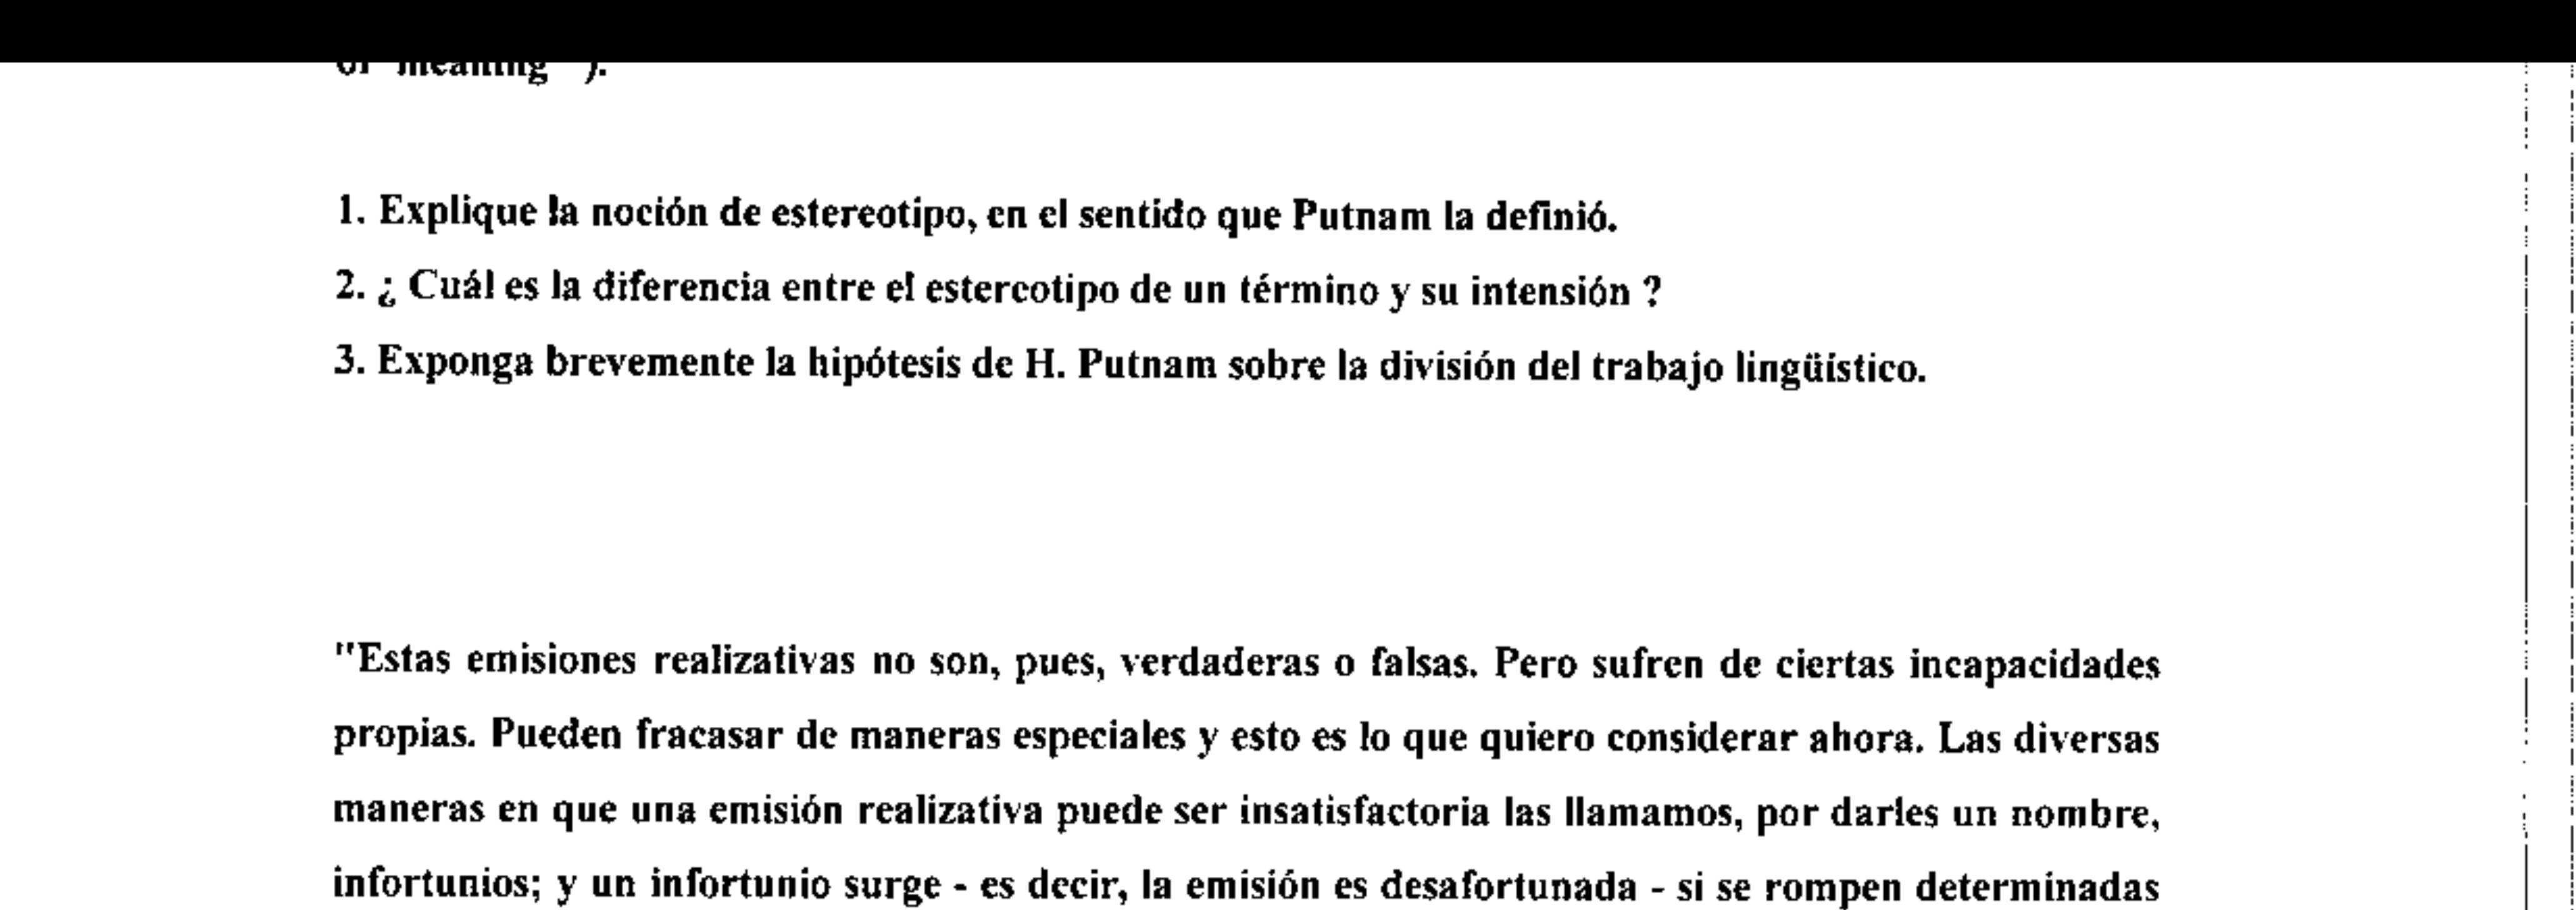 of meaning ").
1. Explique la noción de estereotipo, en el sentido que Putnam la definió.
2. ¿ Cuál es la diferencia entre el estereotipo de un término y su intensión ?
3. Exponga brevemente la hipótesis de H. Putnam sobre la división del trabajo lingüístico.
"Estas emisiones realizativas no son, pues, verdaderas o falsas. Pero sufren de ciertas incapacidades
propias. Pueden fracasar de maneras especiales y esto es lo que quiero considerar ahora. Las diversas
maneras en que una emisión realizativa puede ser insatisfactoria las llamamos, por darles un nombre,
infortunios; y un infortunio surge - es decir, la emisión es desafortunada - si se rompen determinadas